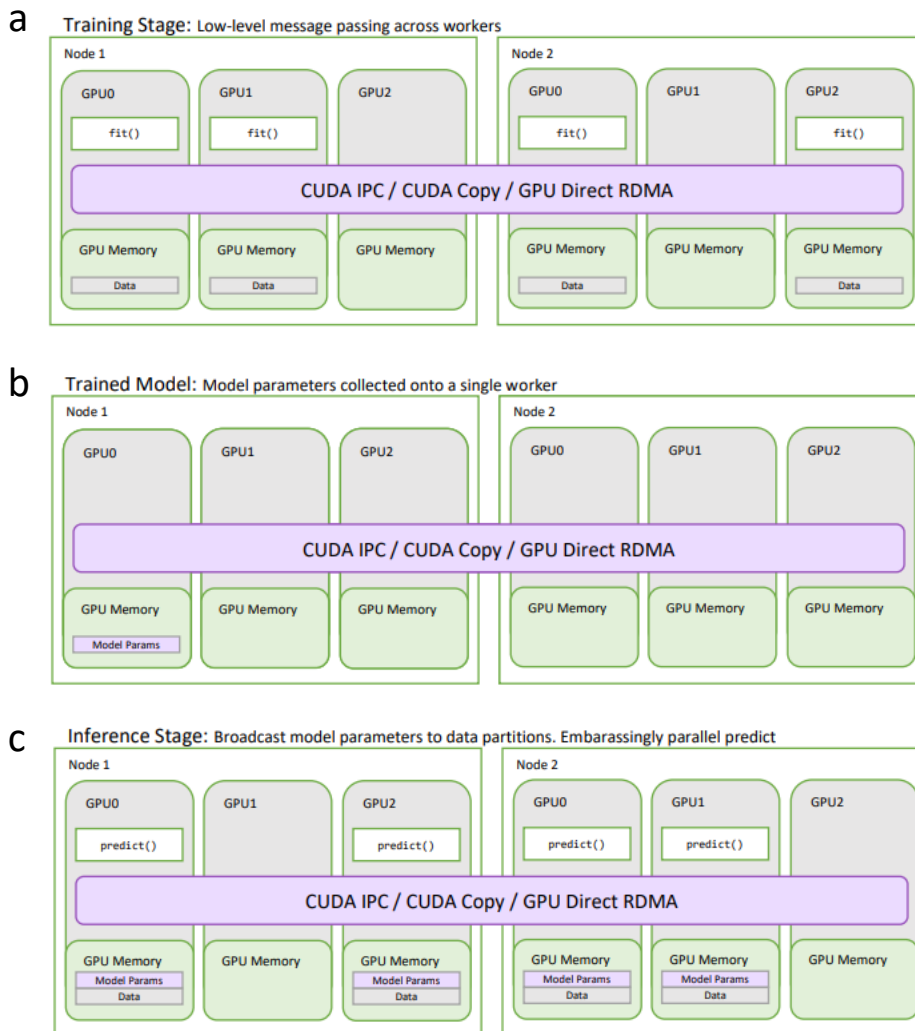 a
Training Stage: Low-level message passing across workers
Node 1
Node 2
GPU0
GPU1
GPU2
GPU0
GPU1
GPU2
fit()
fit()
fit()
fit()
CUDA IPC / CUDA Copy / GPU Direct RDMA
GPU Memory
GPU Memory
GPU Memory
GPU Memory
GPU Memory
GPU Memory
Data
Data
Data
Data
b
Trained Model: Model parameters collected onto a single worker
Node 1
Node 2
GPU0
GPU1
GPU2
GPU0
GPU1
GPU2
CUDA IPC / CUDA Copy / GPU Direct RDMA
GPU Memory
GPU Memory
GPU Memory
GPU Memory
GPU Memory
GPU Memory
Model Params
c
Inference Stage: Broadcast model parameters to data partitions. Embarassingly parallel predict
Node 1
Node 2
GPU0
GPU1
GPU2
GPU0
GPU1
GPU2
predict()
predict()
predict()
predict()
CUDA IPC / CUDA Copy / GPU Direct RDMA
GPU Memory
GPU Memory
GPU Memory
GPU Memory
GPU Memory
GPU Memory
Model Params
Model Params
Model Params
Model Params
Data
Data
Data
Data